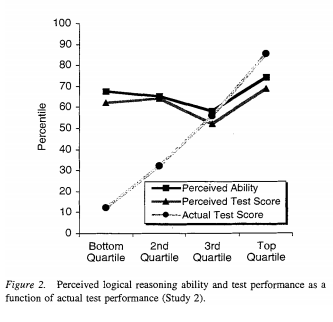 100
90
80
70
60
50
40
30
20
10
0
Percentile
Perceived Ability
Perceived Test Score
Actual Test Score
Bottom Quartile
2nd Quartile
3rd Quartile
Top Quartile
Figure 2. Perceived logical reasoning ability and test performance as a
function of actual test performance (Study 2).